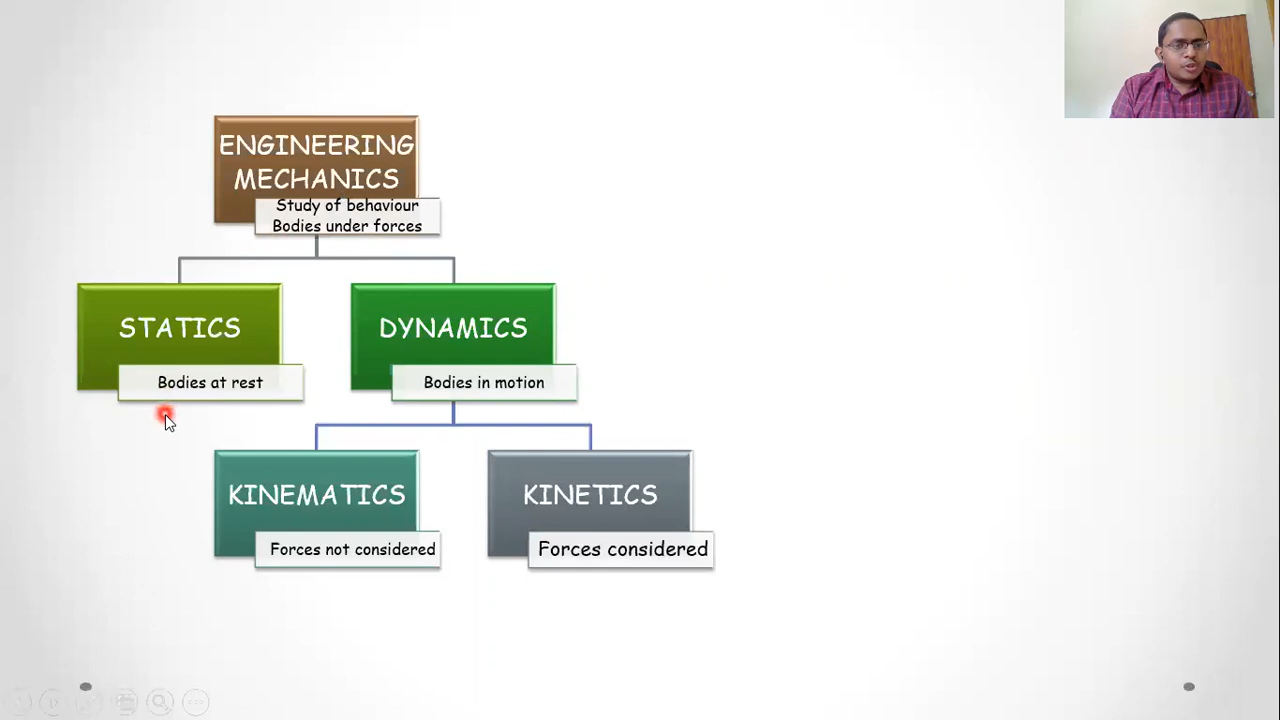 ENGINEERING
MECHANICS
Study of behaviour
Bodies under forces
STATICS
Bodies at rest
DYNAMICS
Bodies in motion
KINEMATICS
Forces not considered
KINETICS
Forces considered